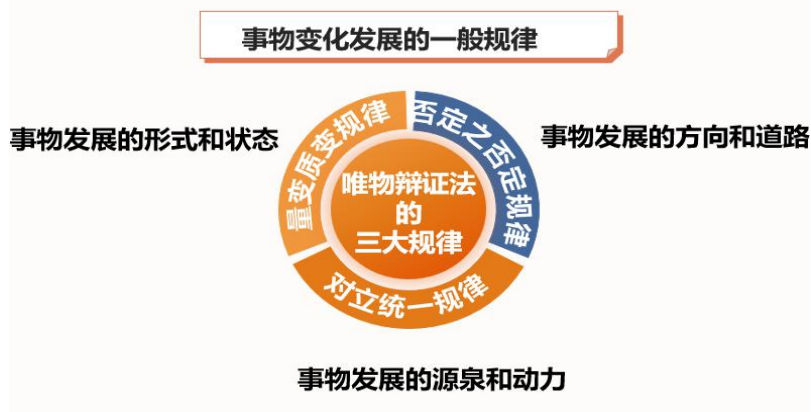 事物变化发展的一般规律
事物发展的形式和状态
量变质变规律
否定之否定规律
事物发展的方向和道路
唯物辩证法
的
三大规律
对立统一规律
事物发展的源泉和动力